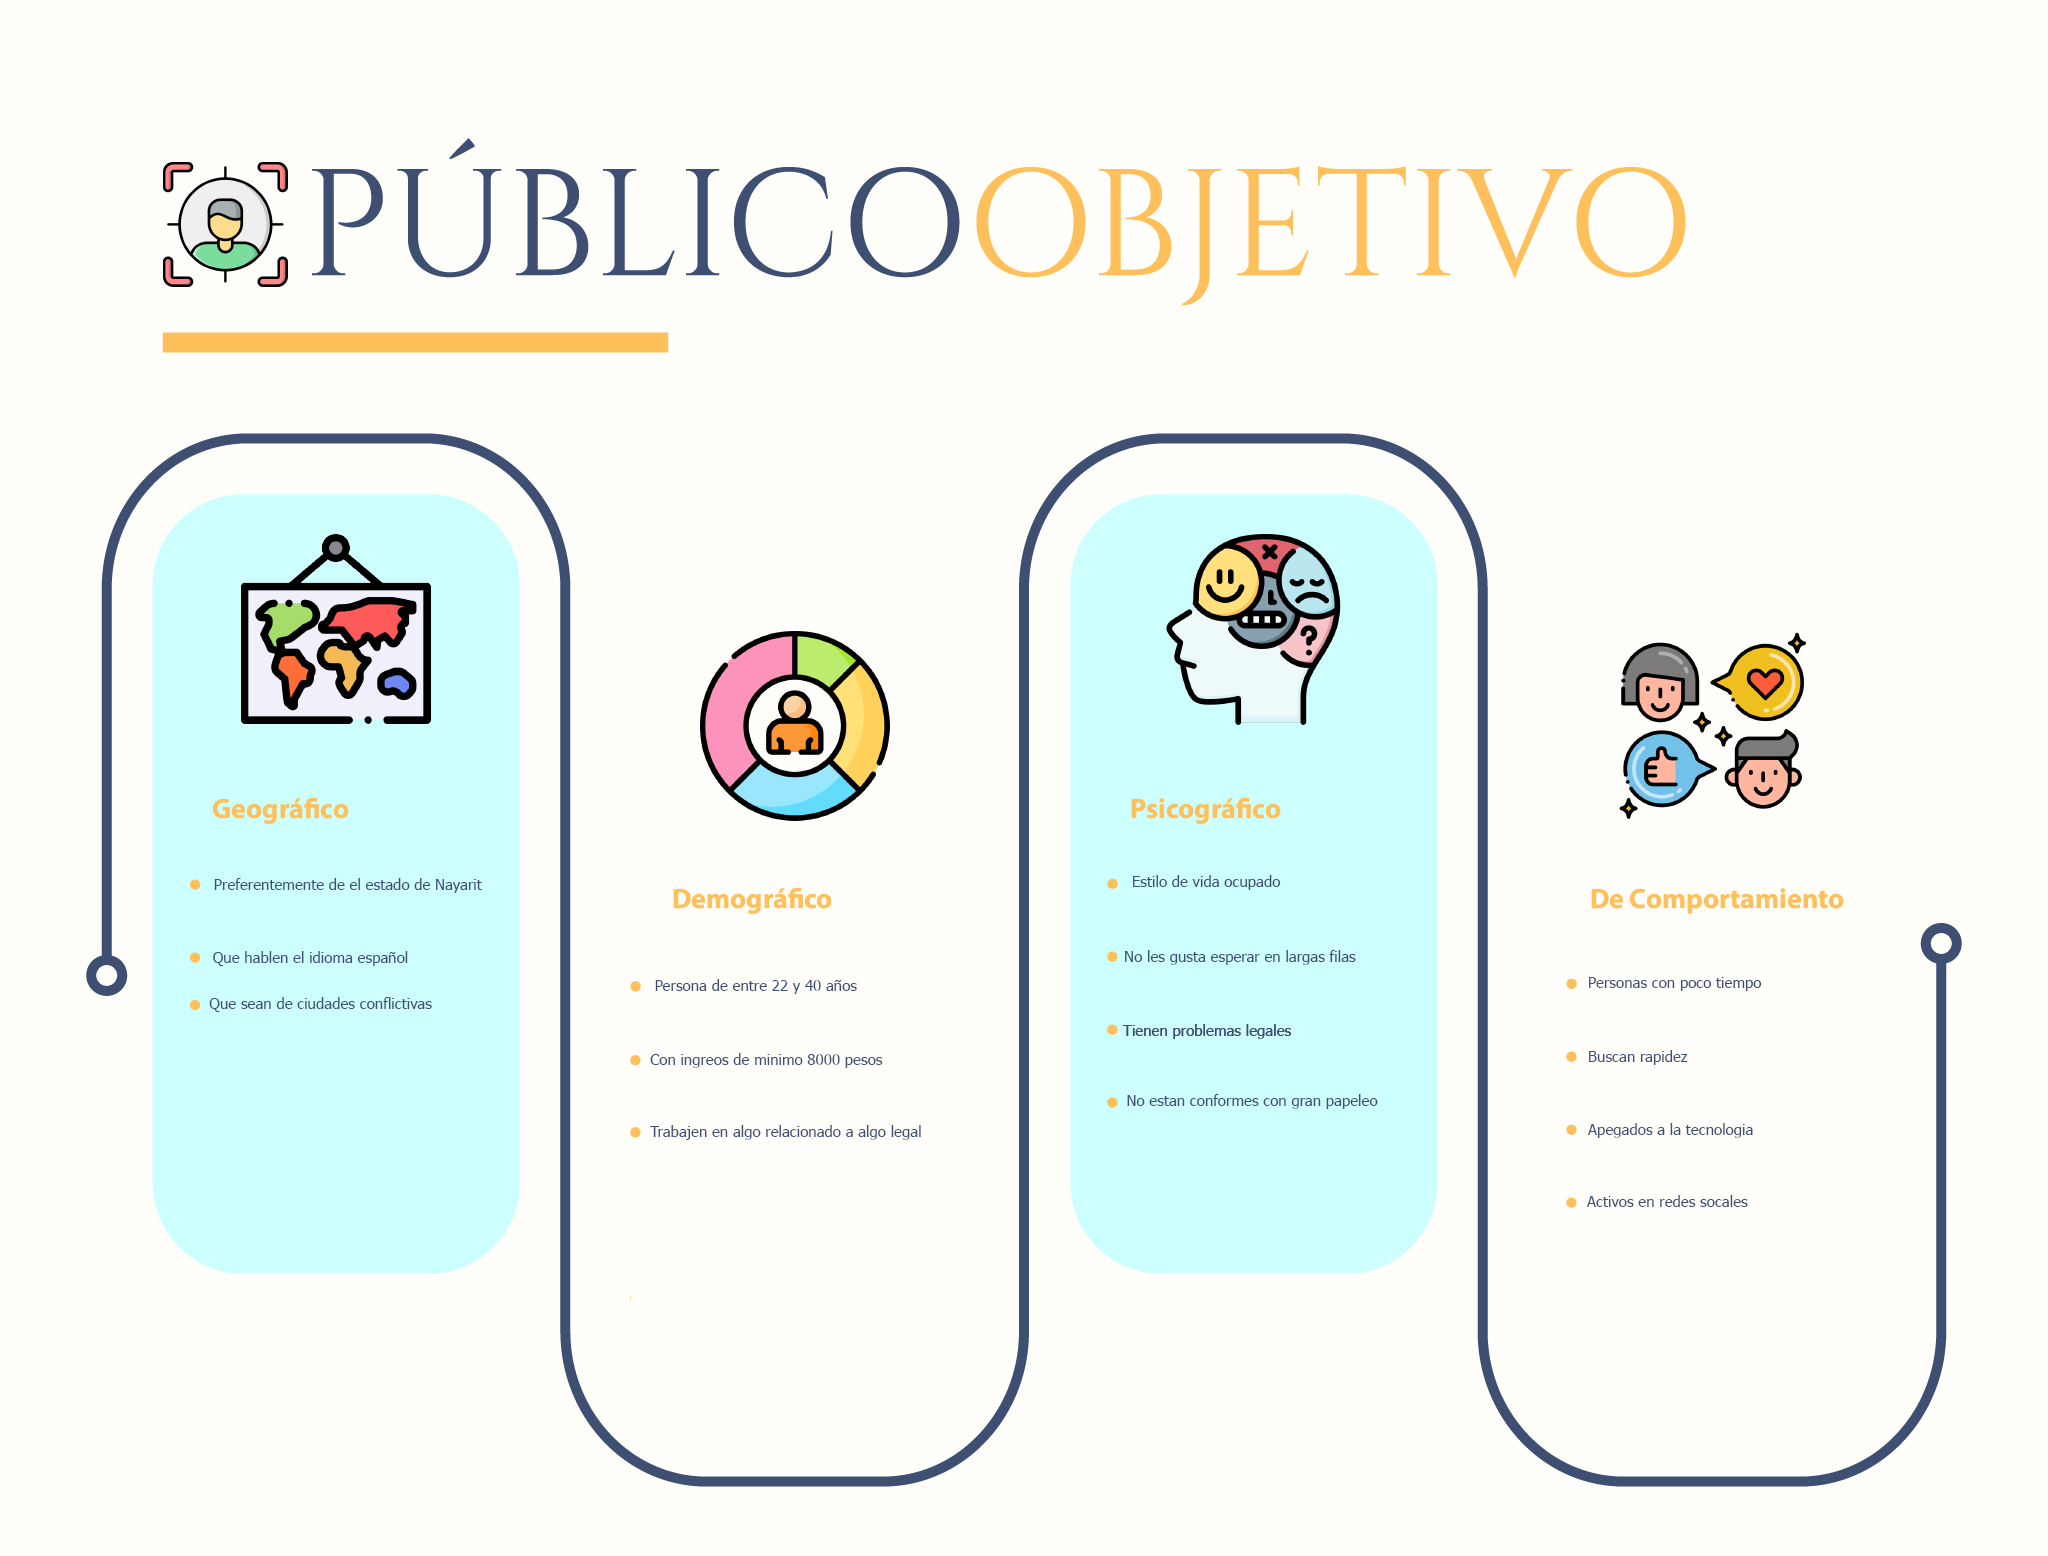 PÚBLICOOBJETIVO
Geográfico
Preferentemente de el estado de Nayarit
Que hablen el idioma español
Que sean de ciudades conflictivas
Demográfico
Persona de entre 22 y 40 años
Con ingreos de minimo 8000 pesos
Trabajen en algo relacionado a algo legal
Psicográfico
Estilo de vida ocupado
No les gusta esperar en largas filas
Tienen problemas legales
No estan conformes con gran papeleo
De Comportamiento
Personas con poco tiempo
Buscan rapidez
Apegados a la tecnologia
Activos en redes socales